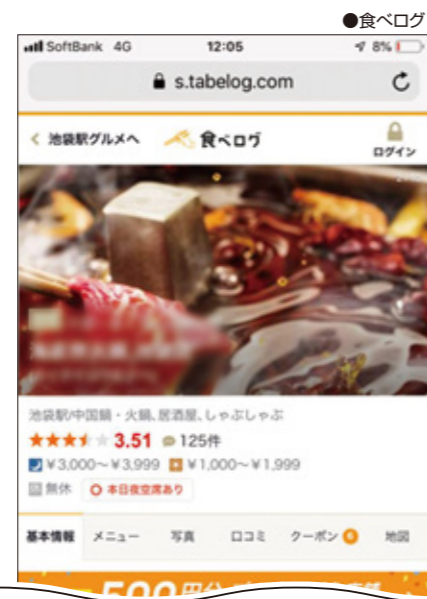 ●食べログ
SoftBank 4G 12:05 8%
s.tabelog.com
池袋駅グルメへ 食べログ ログイン
池袋駅/中国鍋・火鍋、居酒屋、しゃぶしゃぶ
3.51 125件
¥3,000～¥3,999 ¥1,000～¥1,999
無休 本日夜空席あり
基本情報 メニュー 写真 口コミ クーポン 地図
500円分